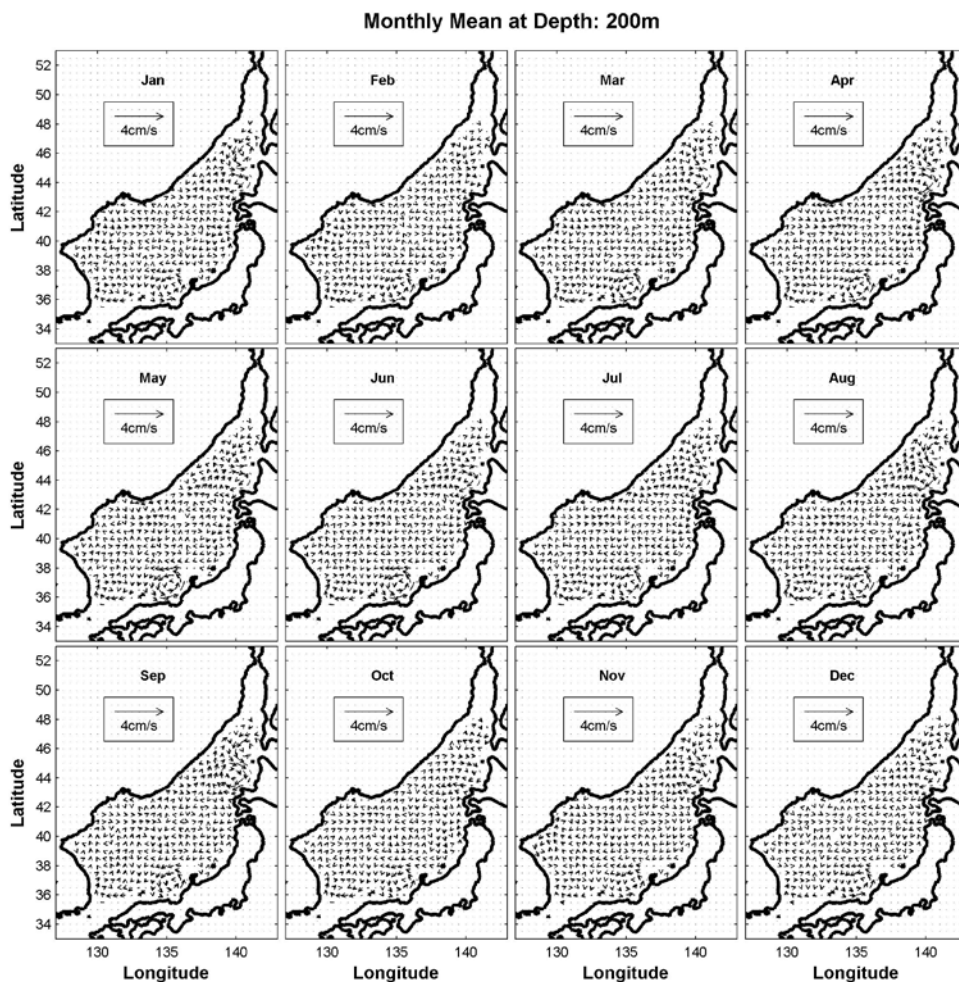 Monthly Mean at Depth: 200m
Jan Feb Mar Apr
4cm/s 4cm/s 4cm/s 4cm/s
52
50
48
46
44
42
40
38
36
34
Latitude
May Jun Jul Aug
4cm/s 4cm/s 4cm/s 4cm/s
52
50
48
46
44
42
40
38
36
34
Latitude
Sep Oct Nov Dec
4cm/s 4cm/s 4cm/s 4cm/s
52
50
48
46
44
42
40
38
36
34
Latitude
130 135 140 130 135 140 130 135 140 130 135 140
Longitude Longitude Longitude Longitude